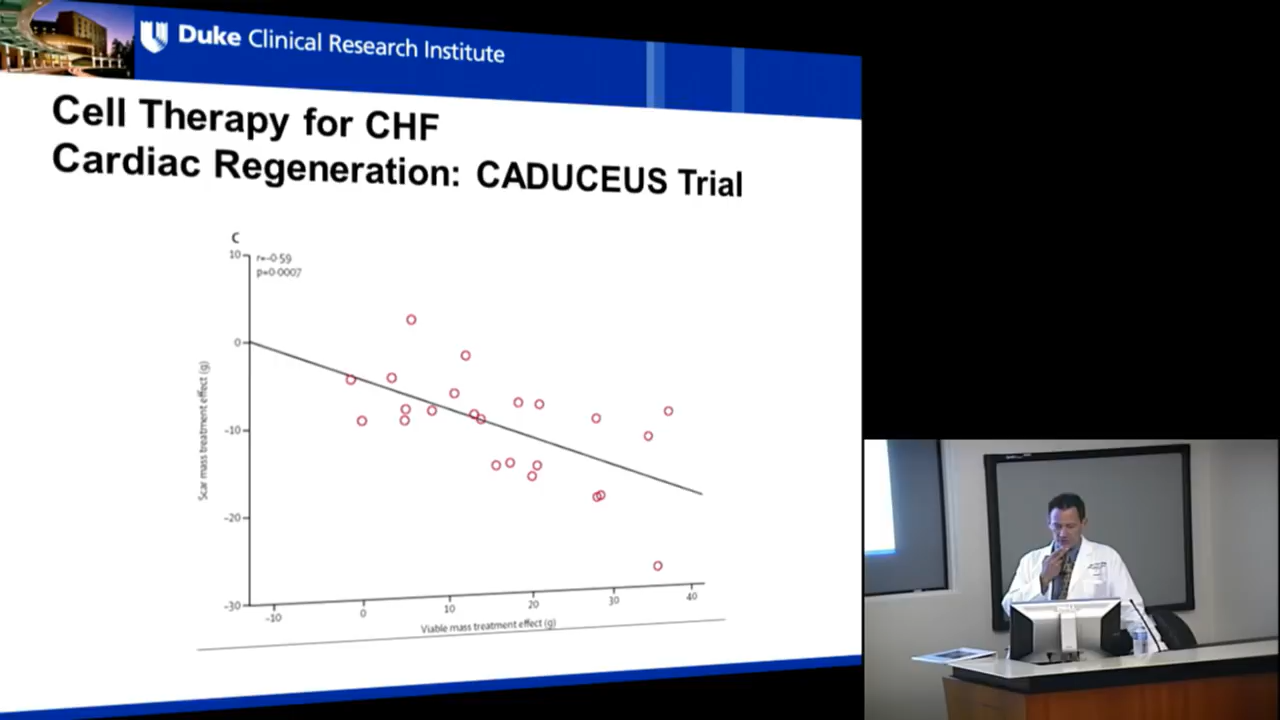 Duke Clinical Research Institute
Cell Therapy for CHF
Cardiac Regeneration: CADUCEUS Trial
C
r=-0·59
p=0·0007
10
0
-10
-20
-30
Scar mass treatment effect (g)
-10
0
10
20
30
40
Viable mass treatment effect (g)
DELL